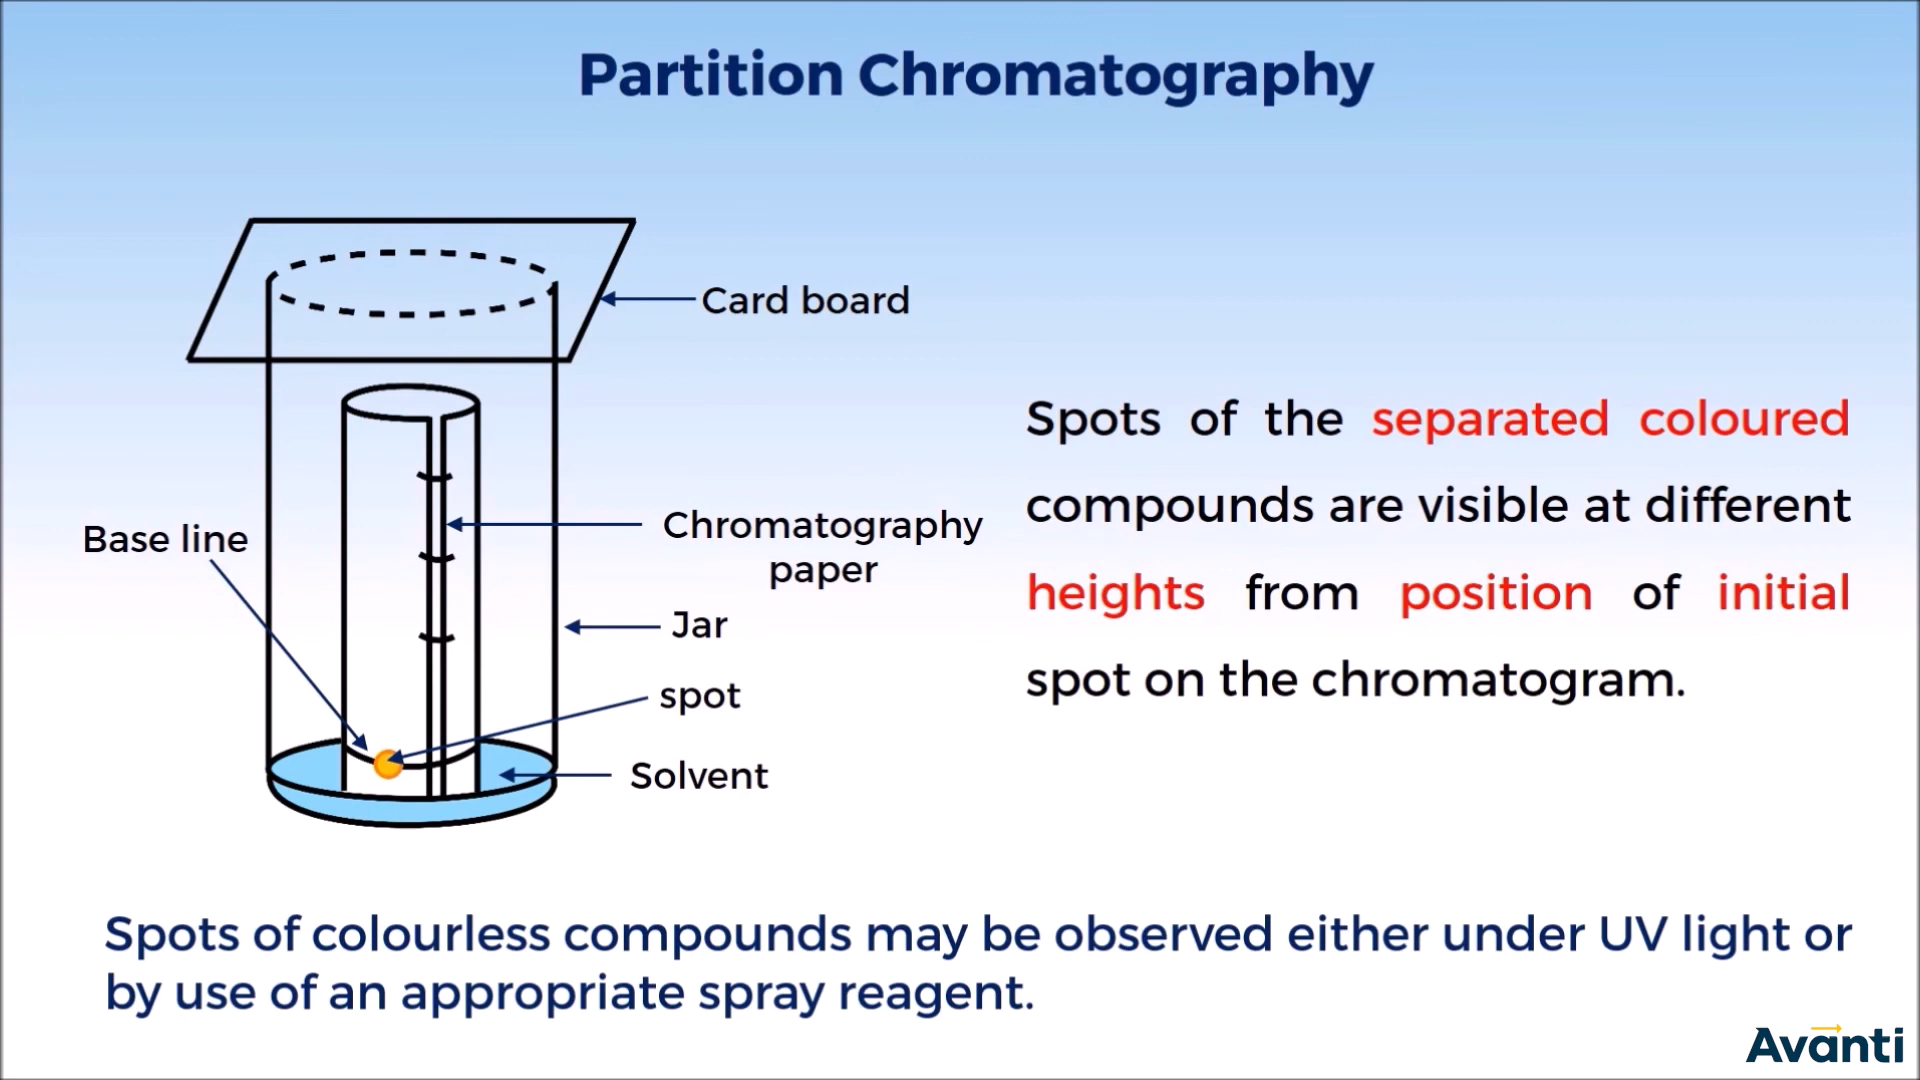 Partition Chromatography
Card board
Base line
Chromatography
paper
Jar
spot
Solvent
Spots of the separated coloured
compounds are visible at different
heights from position of initial
spot on the chromatogram.
Spots of colourless compounds may be observed either under UV light or
by use of an appropriate spray reagent.
Avanti